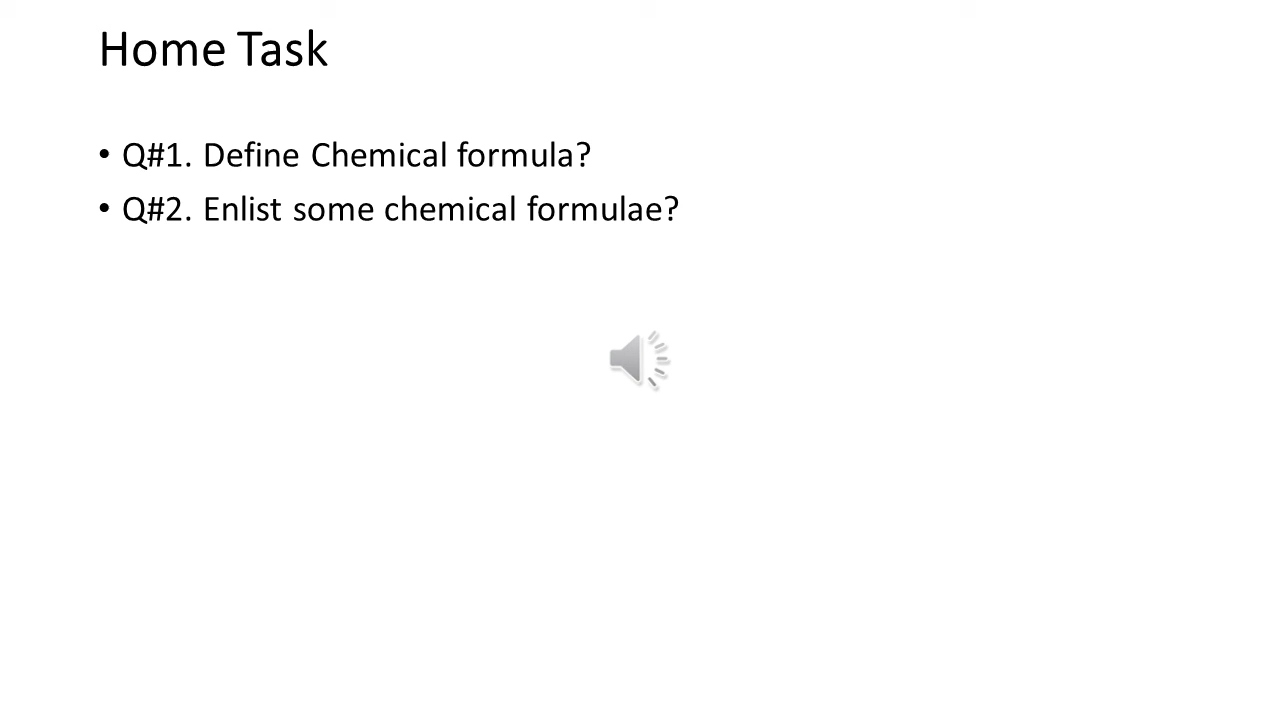 Home Task
• Q#1. Define Chemical formula?
• Q#2. Enlist some chemical formulae?